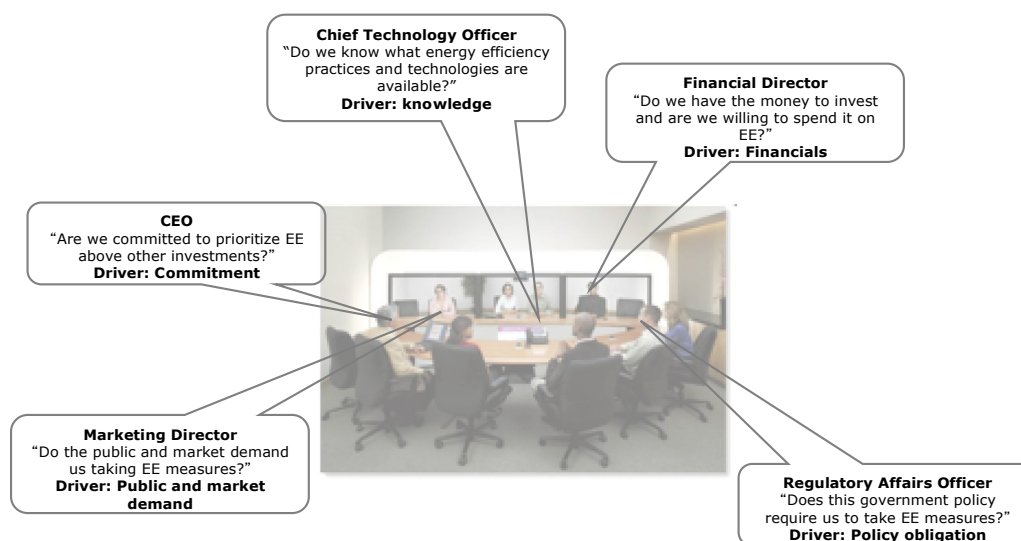 Chief Technology Officer
“Do we know what energy efficiency
practices and technologies are
available?”
Driver: knowledge
Financial Director
“Do we have the money to invest
and are we willing to spend it on
EE?”
Driver: Financials
CEO
“Are we committed to prioritize EE
above other investments?”
Driver: Commitment
Marketing Director
“Do the public and market demand
us taking EE measures?”
Driver: Public and market
demand
Regulatory Affairs Officer
“Does this government policy
require us to take EE measures?”
Driver: Policy obligation